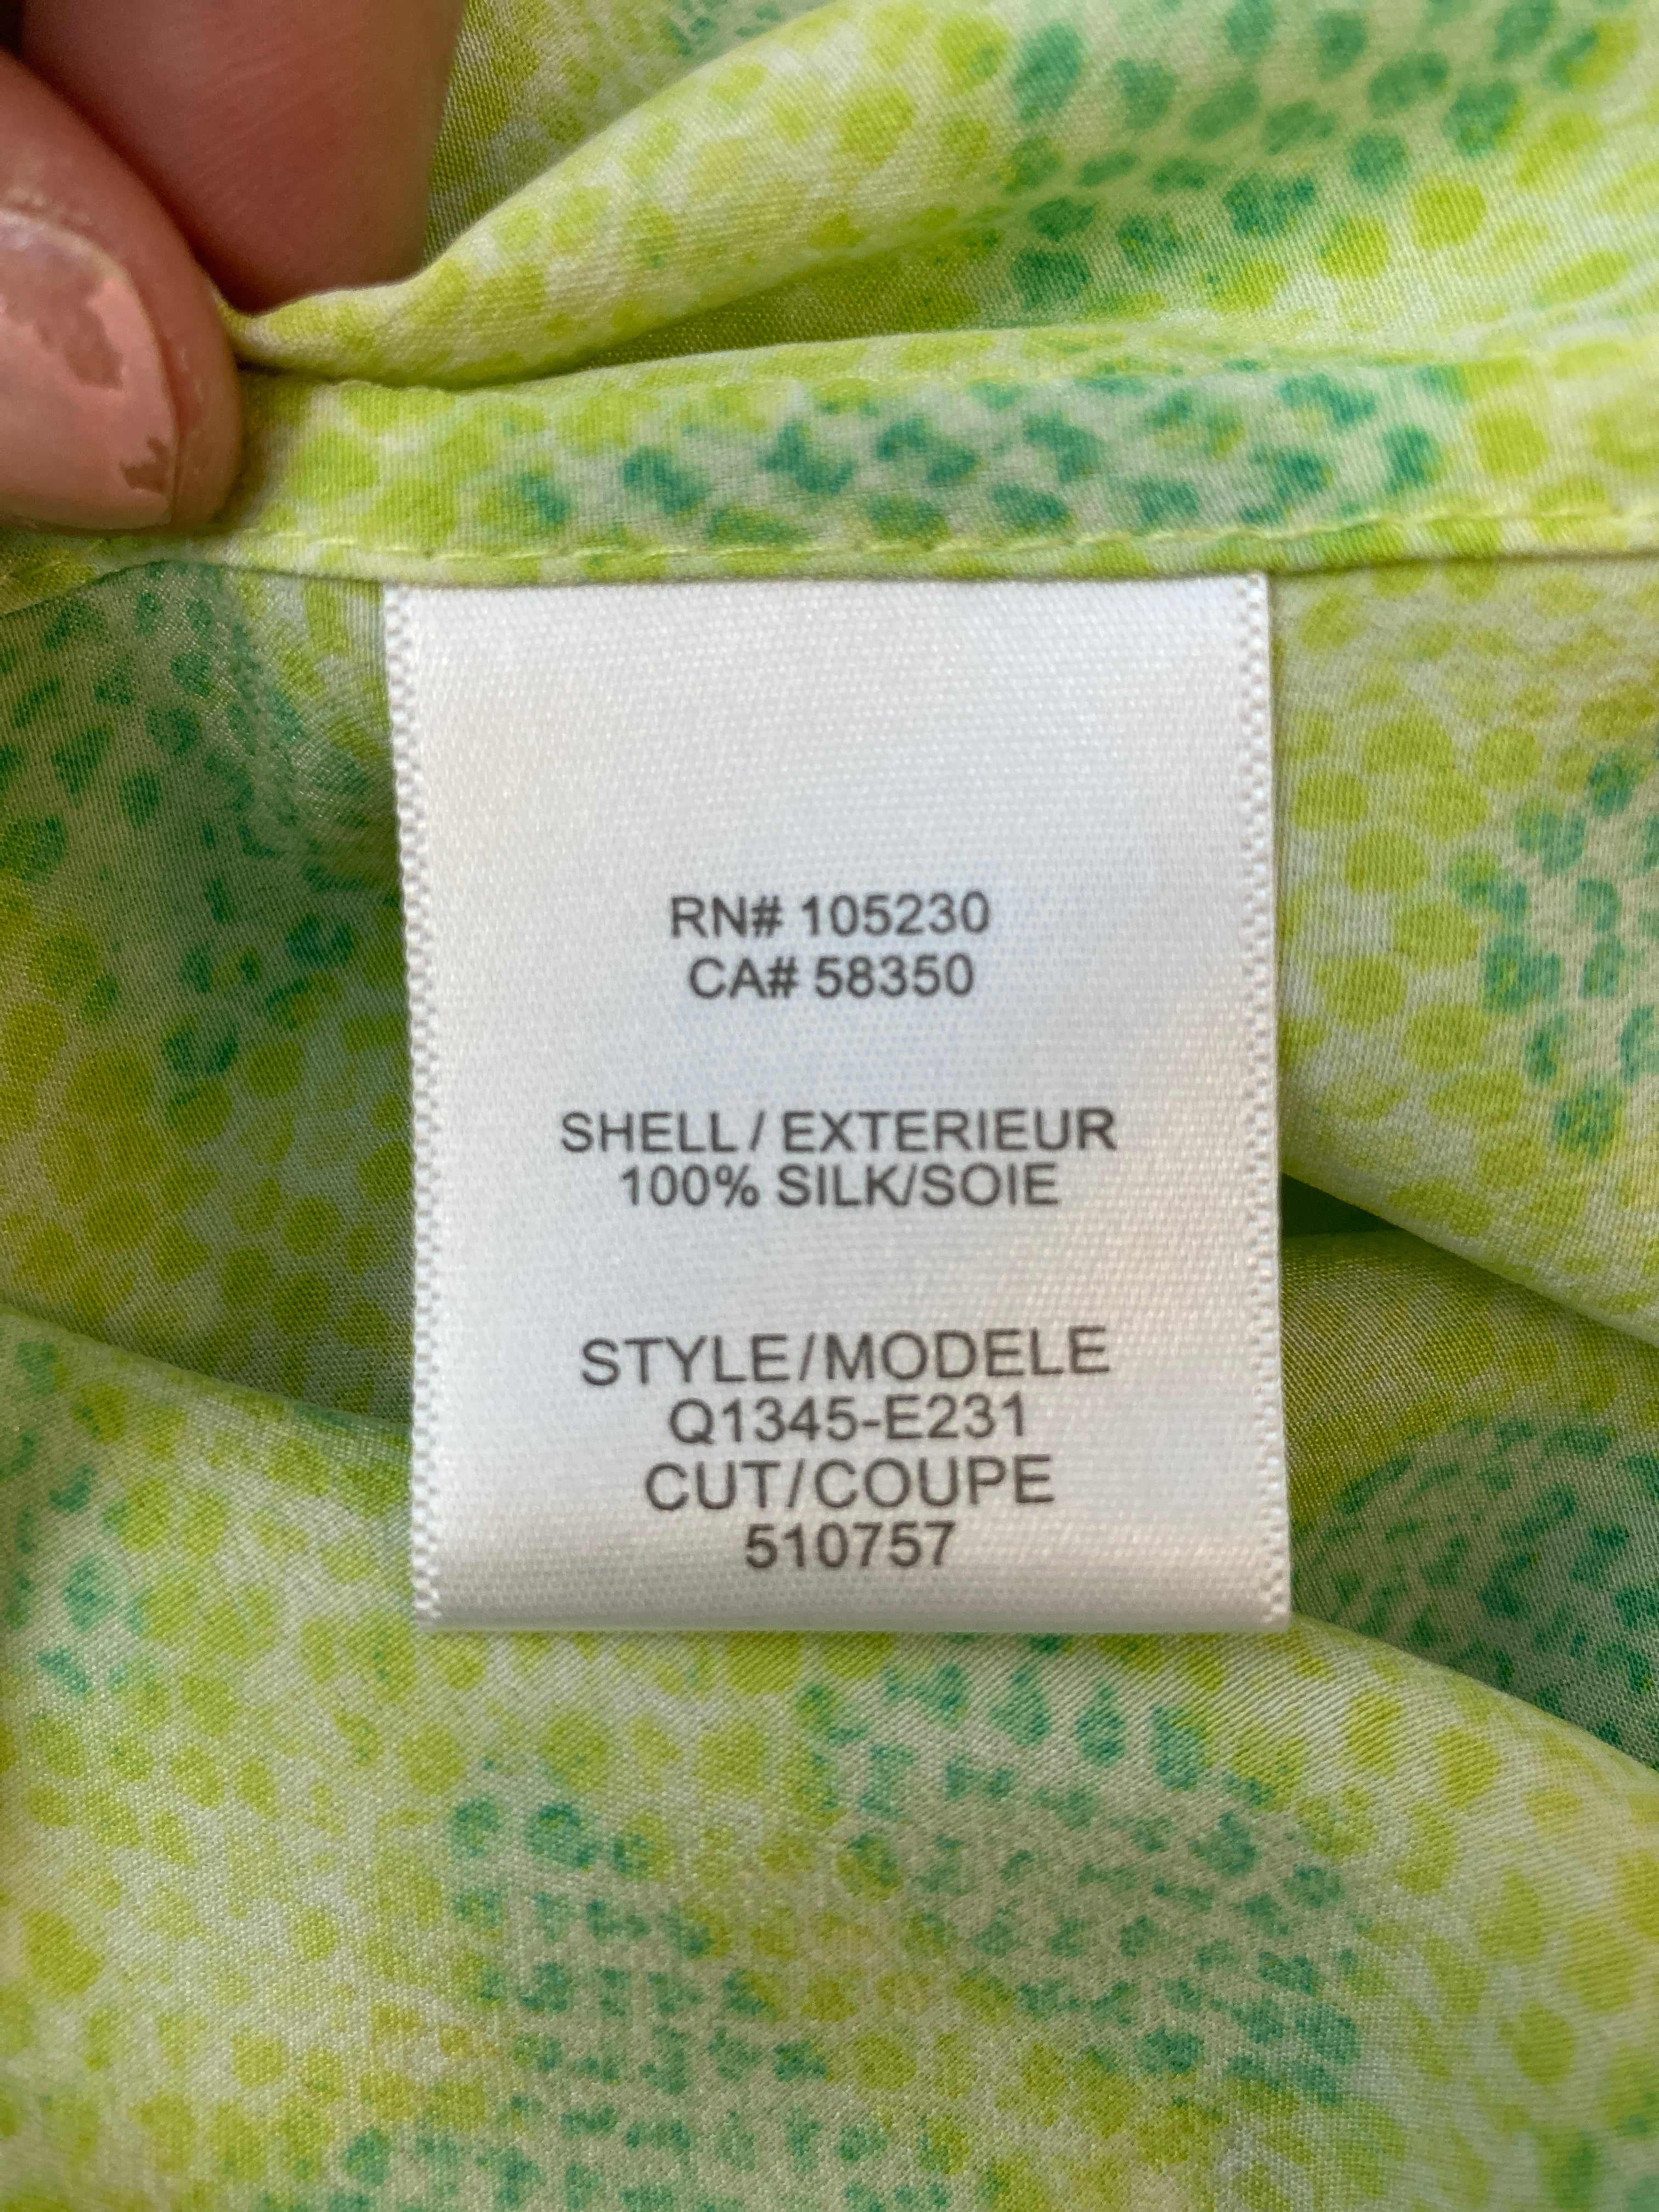 RN# 105230
CA# 58350
SHELL / EXTERIEUR
100% SILK/SOIE
STYLE/MODELE
Q1345-E231
CUT/COUPE
510757